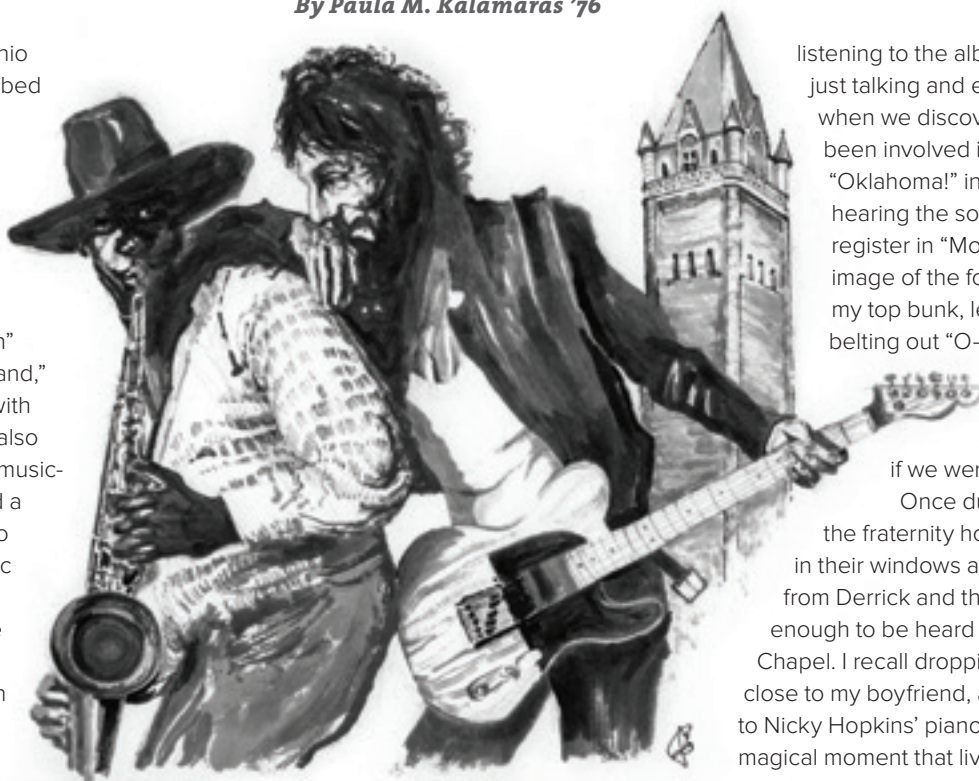 By Paula M. Kalamaras ’76
nio
bed
n”
and,”
with
also
music-
d a
o
c
e
n
listening to the alb
just talking and e
when we discov
been involved i
“Oklahoma!” in
hearing the so
register in “Mo
image of the fo
my top bunk, le
belting out “O-
if we wer
Once du
the fraternity ho
in their windows a
from Derrick and th
enough to be heard
Chapel. I recall droppi
close to my boyfriend, a
to Nicky Hopkins’ piano
magical moment that liv